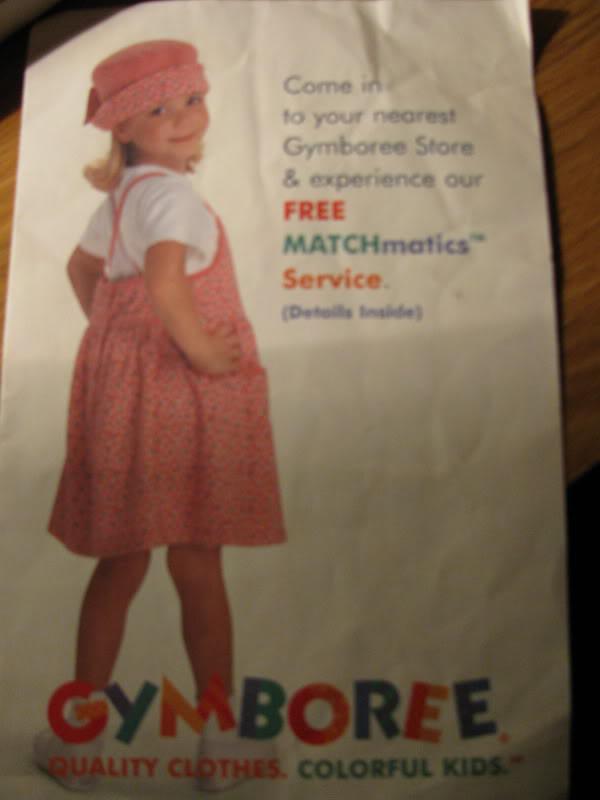 Come in
to your nearest
Gymboree Store
& experience our
FREE
MATCHmatics™
Service.
(Details Inside)
GYMBOREE.
QUALITY CLOTHES. COLORFUL KIDS.™